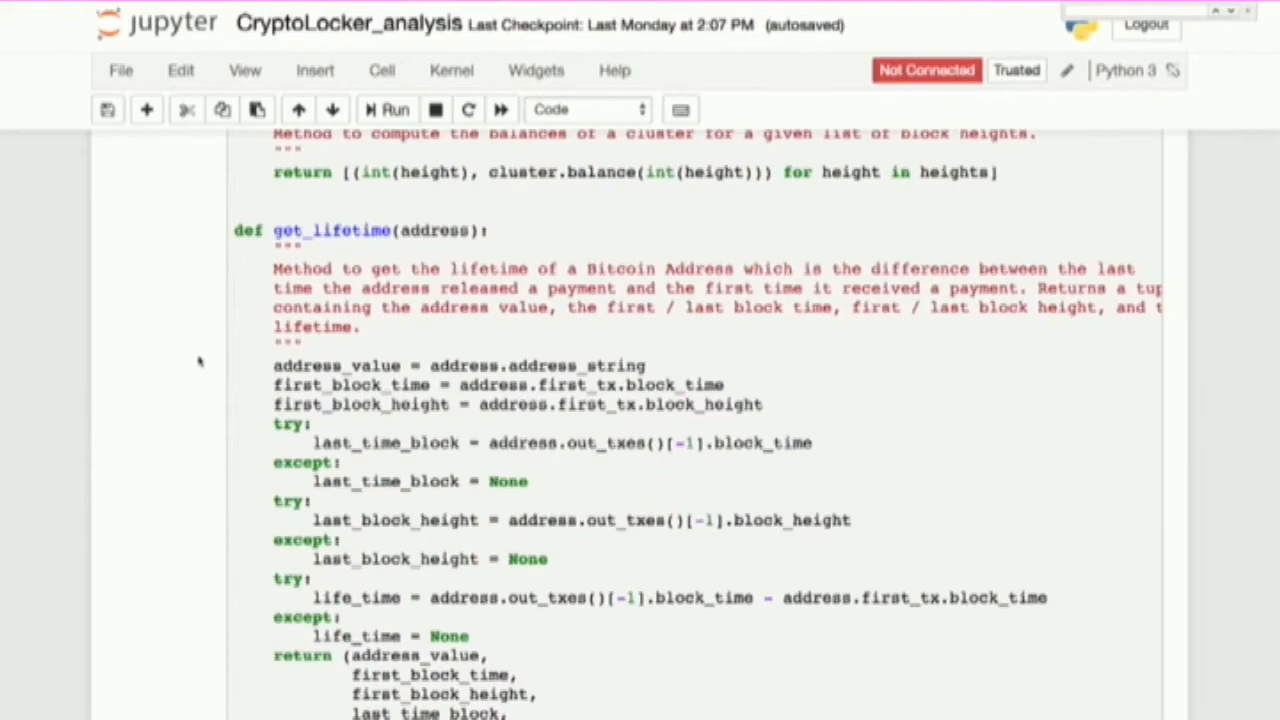 jupyter CryptoLocker_analysis Last Checkpoint: Last Monday at 2:07 PM (autosaved)
Logout
File Edit View Insert Cell Kernel Widgets Help
Not Connected Trusted Python 3
Run Code
Method to compute the balances of a cluster for a given list of block heights.
"""
return [(int(height), cluster.balance(int(height))) for height in heights]
def get_lifetime(address):
"""
Method to get the lifetime of a Bitcoin Address which is the difference between the last
time the address released a payment and the first time it received a payment. Returns a tup
containing the address value, the first / last block time, first / last block height, and t
lifetime.
"""
address_value = address.address_string
first_block_time = address.first_tx.block_time
first_block_height = address.first_tx.block_height
try:
last_time_block = address.out_txes()[-1].block_time
except:
last_time_block = None
try:
last_block_height = address.out_txes()[-1].block_height
except:
last_block_height = None
try:
life_time = address.out_txes()[-1].block_time - address.first_tx.block_time
except:
life_time = None
return (address_value,
first_block_time,
first_block_height,
last_time_block,